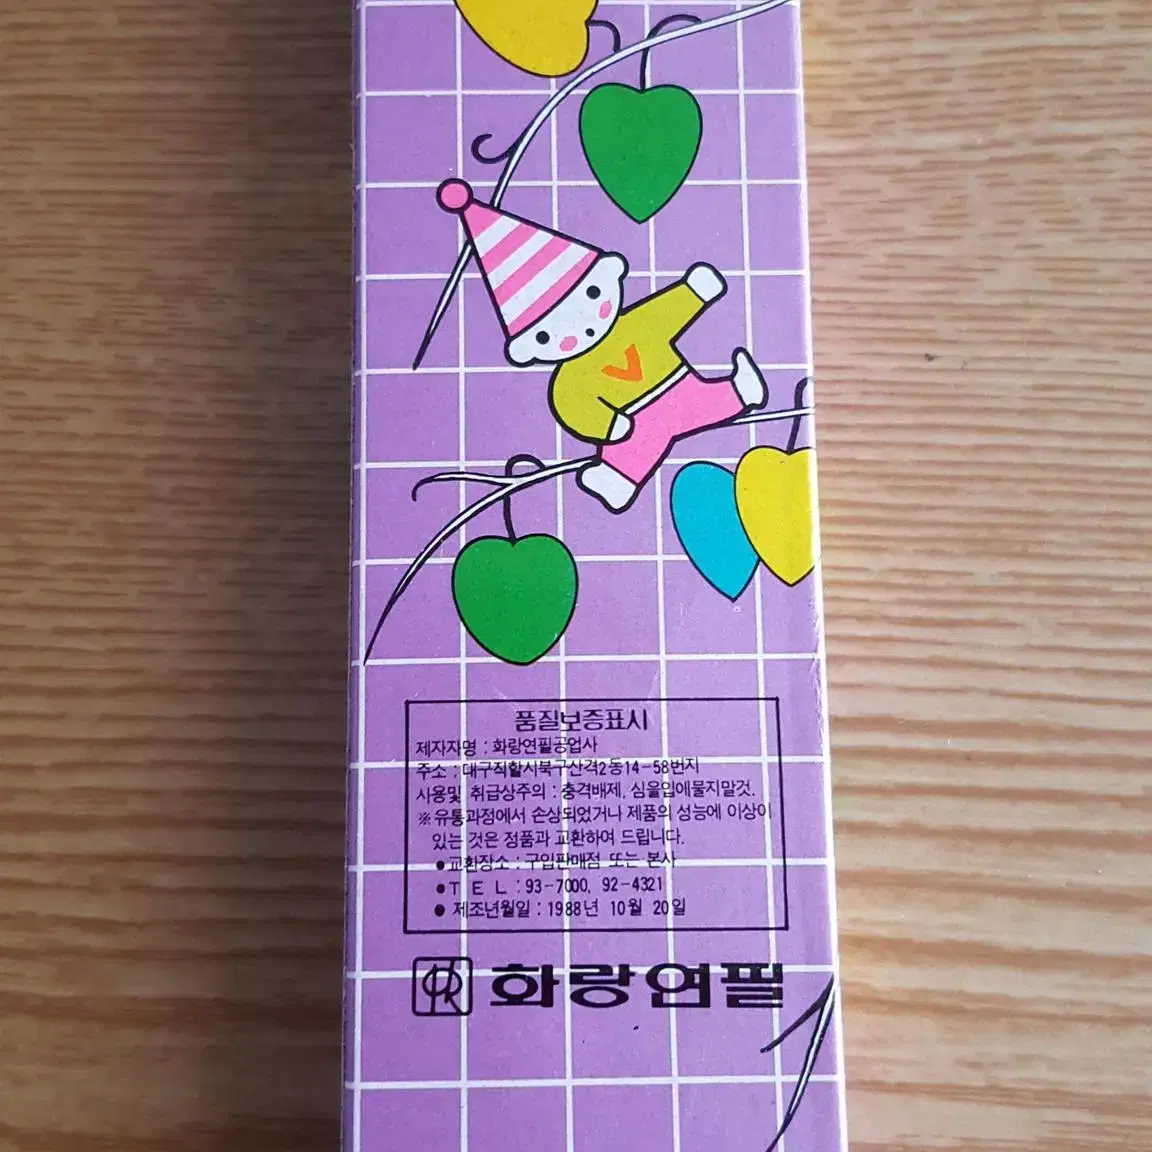 품질보증표시
제자자명 : 화랑연필공업사
주소 : 대구직할시북구산격2동14-58번지
사용및 취급상주의 : 충격배제, 심을입에물지말것.
※ 유통과정에서 손상되었거나 제품의 성능에 이상이
있는 것은 정품과 교환하여 드립니다.
● 교환장소 : 구입판매점 또는 본사
● T E L : 93-7000, 92-4321
● 제조년월일 : 1988년 10월 20일
화랑연필